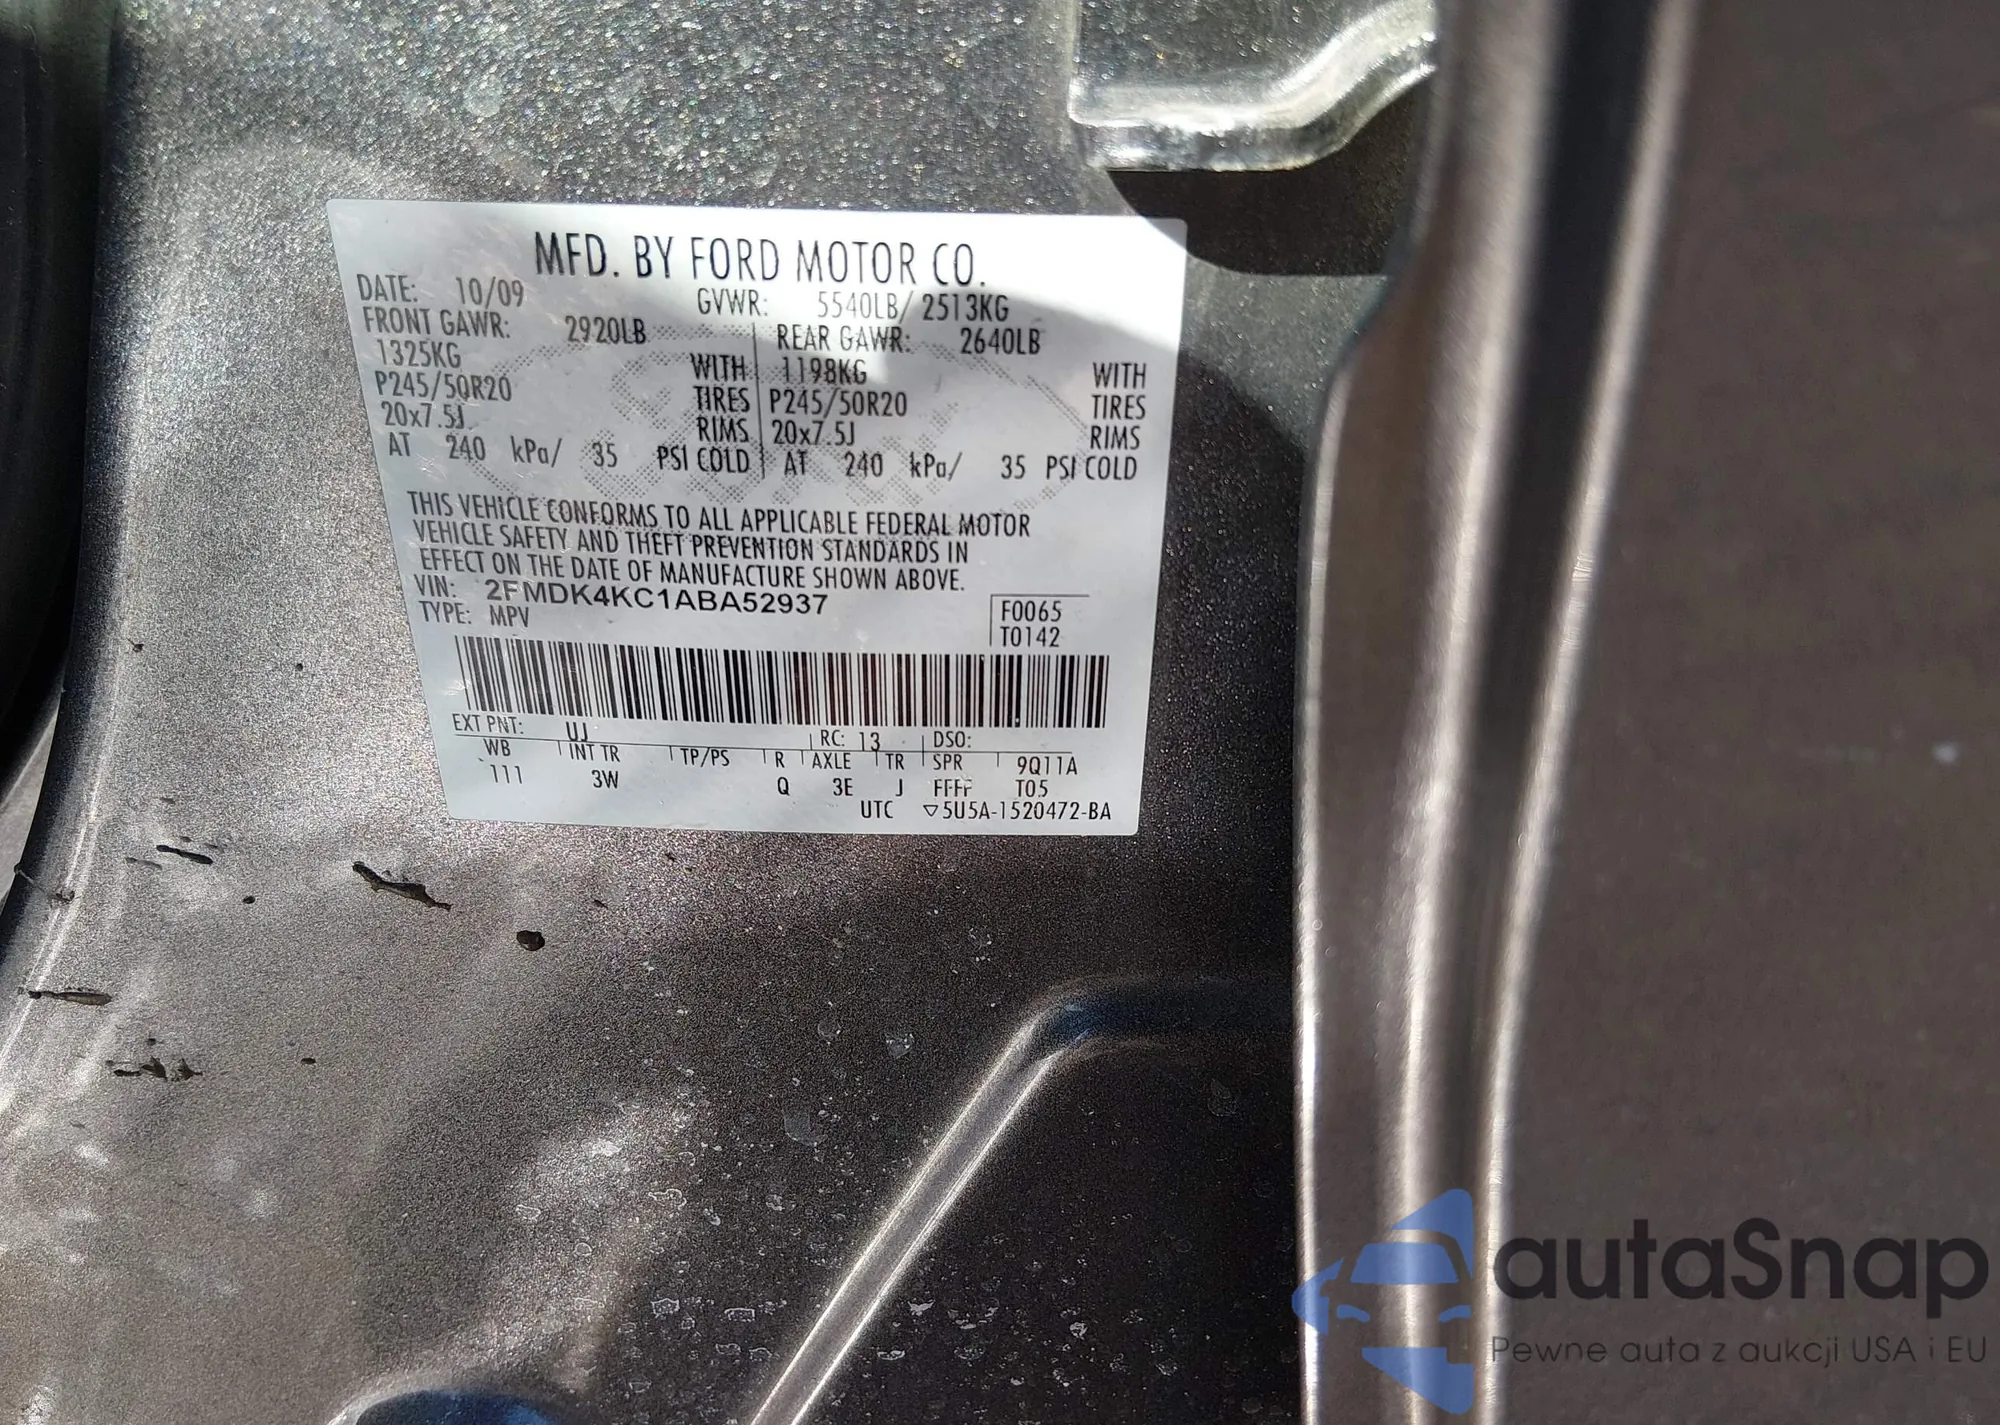 MFD. BY FORD MOTOR CO.
DATE: 10/09 GVWR: 5540LB/ 2513KG
FRONT GAWR: 2920LB REAR GAWR: 2640LB
1325KG WITH 1198KG WITH
P245/50R20 TIRES P245/50R20 TIRES
20x7.5J RIMS 20x7.5J RIMS
AT 240 kPa/ 35 PSI COLD AT 240 kPa/ 35 PSI COLD
THIS VEHICLE CONFORMS TO ALL APPLICABLE FEDERAL MOTOR
VEHICLE SAFETY AND THEFT PREVENTION STANDARDS IN
EFFECT ON THE DATE OF MANUFACTURE SHOWN ABOVE.
VIN: 2FMDK4KC1ABA52937
TYPE: MPV F0065
T0142
EXT PNT: UJ RC: 13 DSO:
WB INT TR TP/PS R AXLE TR SPR 9Q11A
111 3W Q 3E J FFFF T05
UTC ▽5U5A-1520472-BA
autaSnap
Pewne auta z aukcji USA i EU